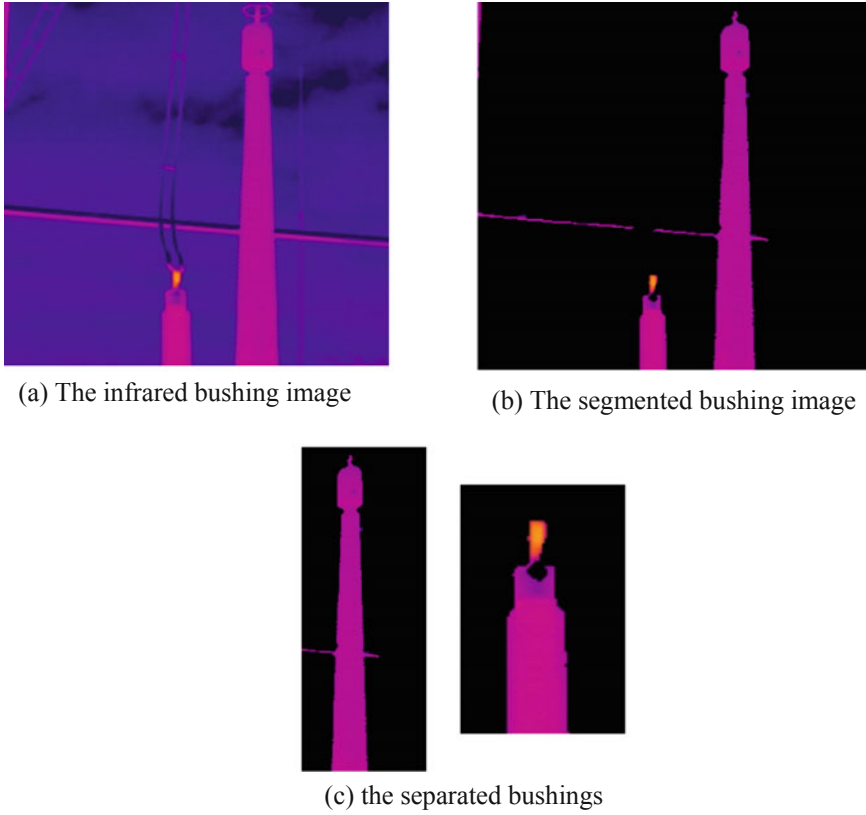 (a) The infrared bushing image
(b) The segmented bushing image
(c) the separated bushings